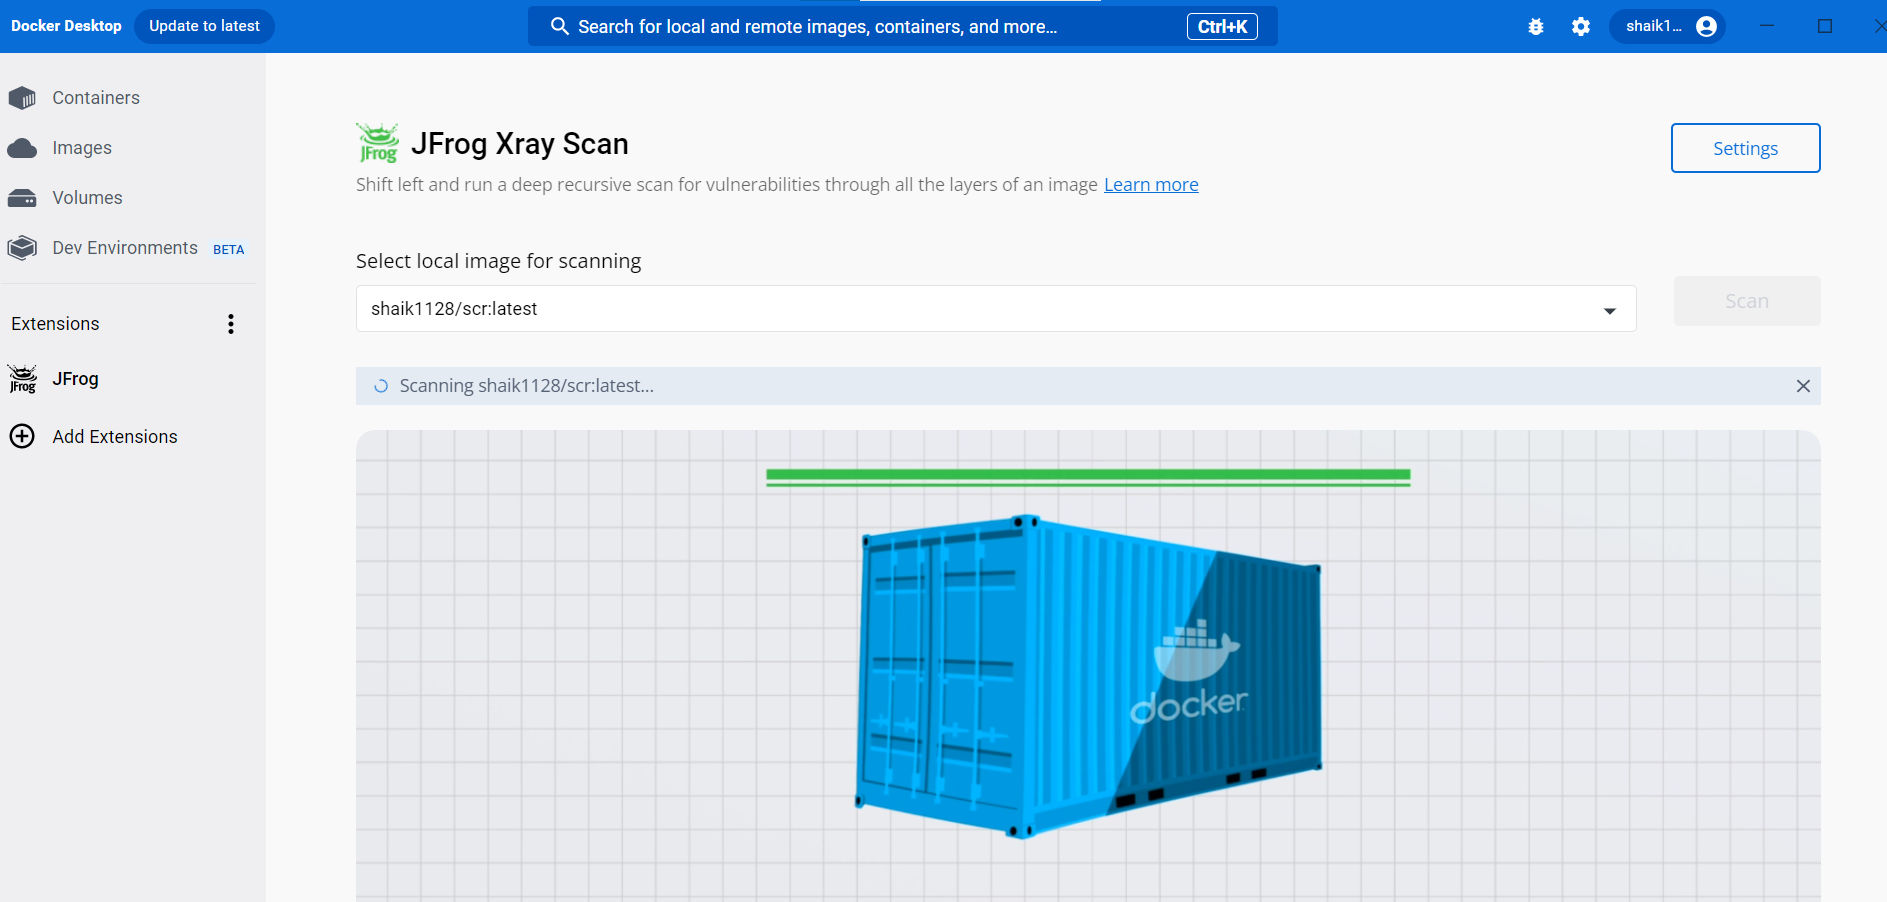 Docker Desktop Update to latest Search for local and remote images, containers, and more... Ctrl+K shaik1...
Containers
Images
Volumes
Dev Environments BETA
Extensions
JFrog JFrog
Add Extensions
JFrog JFrog Xray Scan
Settings
Shift left and run a deep recursive scan for vulnerabilities through all the layers of an image Learn more
Select local image for scanning
shaik1128/scr:latest
Scan
Scanning shaik1128/scr:latest...
docker